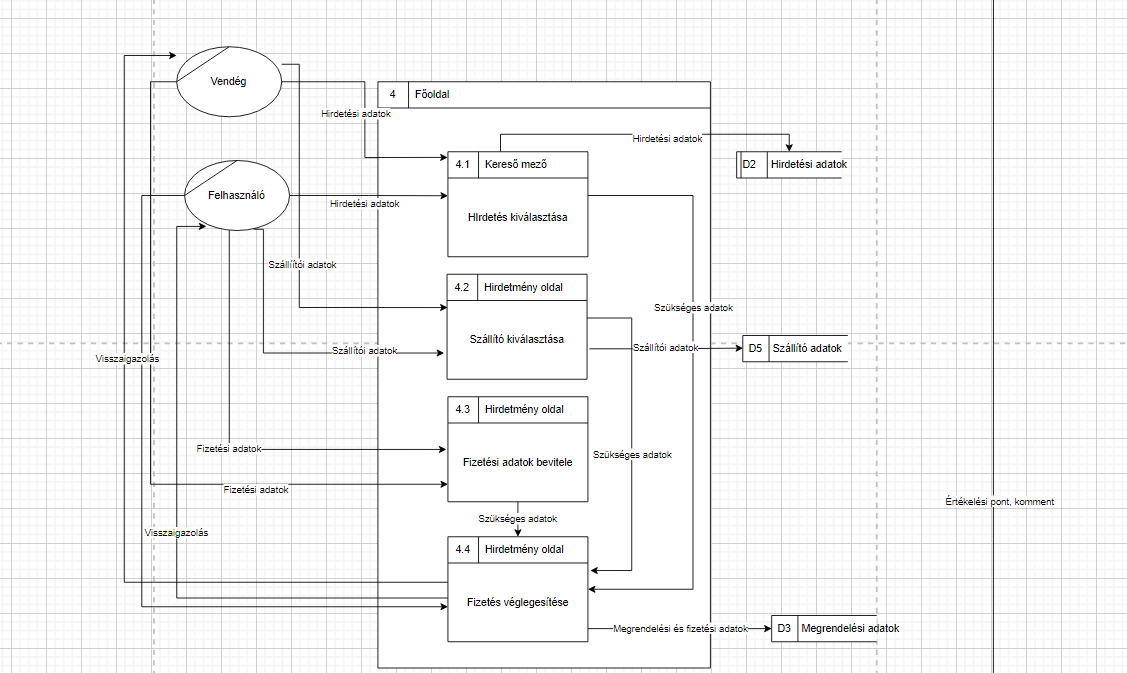 Vendég
4 Főoldal
Hirdetési adatok
Hirdetési adatok
4.1 Kereső mező
D2 Hirdetési adatok
Felhasználó
Hirdetési adatok
HIrdetés kiválasztása
Szállíítói adatok
4.2 Hirdetmény oldal
Szükséges adatok
Szállító kiválasztása
Szállítói adatok
Szállítói adatok
D5 Szállító adatok
Visszaigazolás
4.3 Hirdetmény oldal
Fizetési adatok
Szükséges adatok
Fizetési adatok bevitele
Fizetési adatok
Értékelési pont, komment
Szükséges adatok
Visszaigazolás
4.4 Hirdetmény oldal
Fizetés véglegesítése
Megrendelési és fizetési adatok
D3 Megrendelési adatok